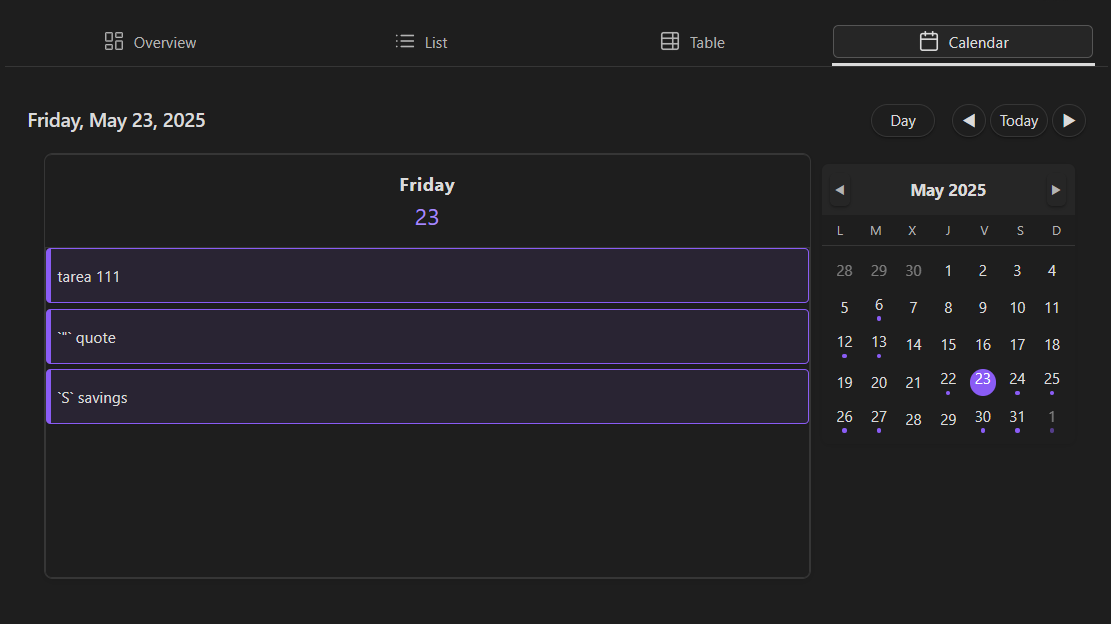 Overview List Table Calendar
Friday, May 23, 2025 Day ◀ Today ▶
Friday
23
tarea 111
`"` quote
`S` savings
◀ May 2025 ▶
L M X J V S D
28 29 30 1 2 3 4
5 6 7 8 9 10 11
12 13 14 15 16 17 18
19 20 21 22 23 24 25
26 27 28 29 30 31 1